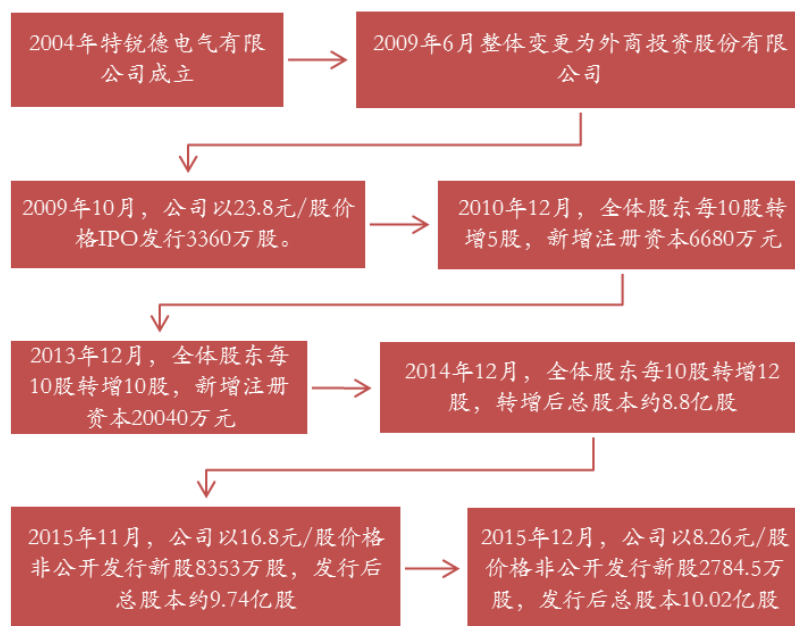 2004年特锐德电气有限
公司成立
2009年6月整体变更为外商投资股份有限
公司
2009年10月，公司以23.8元/股价
格IPO发行3360万股。
2010年12月，全体股东每10股转
增5股，新增注册资本6680万元
2013年12月，全体股东每
10股转增10股，新增注册
资本20040万元
2014年12月，全体股东每10股转增12
股，转增后总股本约8.8亿股
2015年11月，公司以16.8元/股价格
非公开发行新股8353万股，发行后
总股本约9.74亿股
2015年12月，公司以8.26元/股
价格非公开发行新股2784.5万
股，发行后总股本10.02亿股